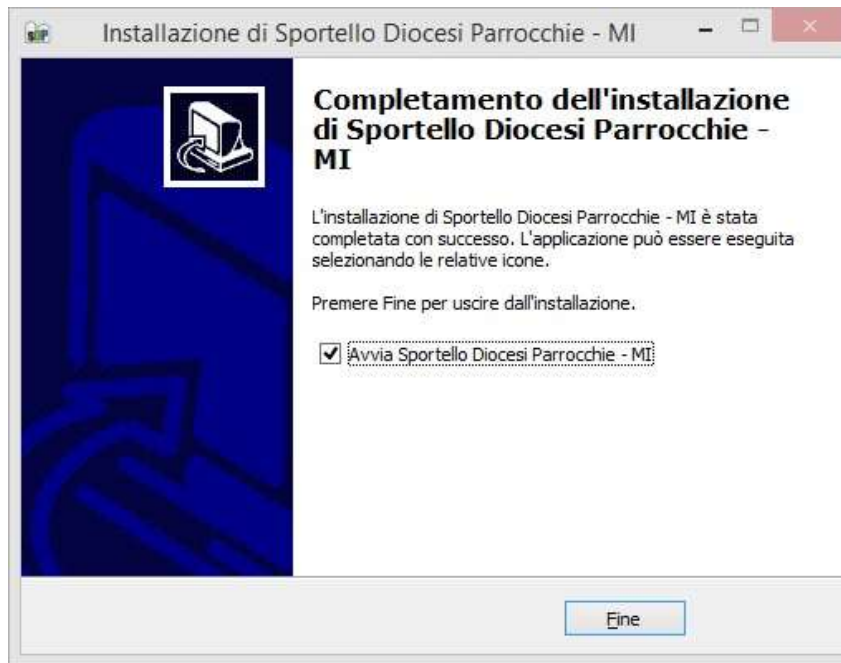 Installazione di Sportello Diocesi Parrocchie - MI
Completamento dell'installazione
di Sportello Diocesi Parrocchie -
MI
L'installazione di Sportello Diocesi Parrocchie - MI è stata
completata con successo. L'applicazione può essere eseguita
selezionando le relative icone.
Premere Fine per uscire dall'installazione.
Avvia Sportello Diocesi Parrocchie - MI
Fine